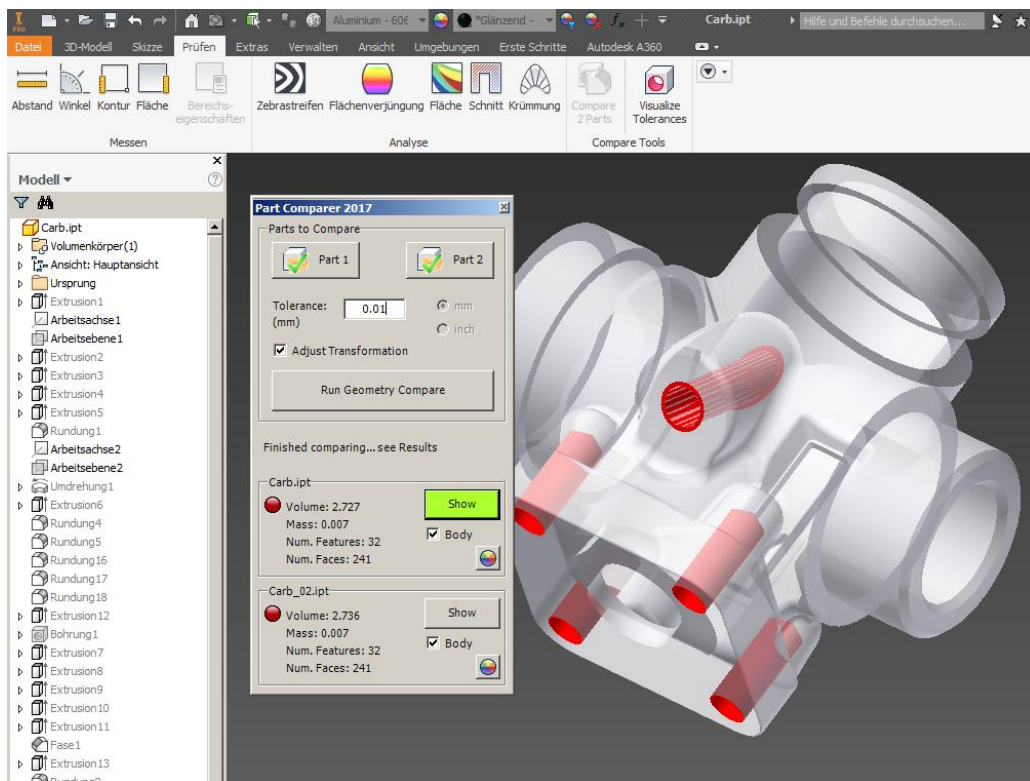 PRO
Aluminium - 606
*Glänzend -
Carb.ipt
Hilfe und Befehle durchsuchen...
Datei 3D-Modell Skizze Prüfen Extras Verwalten Ansicht Umgebungen Erste Schritte Autodesk A360
Abstand Winkel Kontur Fläche Bereichs- Zebrastreifen Flächenverjüngung Fläche Schnitt Krümmung Compare Visualize
eigenschaften 2 Parts Tolerances
Messen Analyse Compare Tools
Modell
Carb.ipt
Volumenkörper(1)
Ansicht: Hauptansicht
Ursprung
Extrusion1
Arbeitsachse1
Arbeitsebene1
Extrusion2
Extrusion3
Extrusion4
Extrusion5
Rundung1
Arbeitsachse2
Arbeitsebene2
Umdrehung1
Extrusion6
Rundung4
Rundung5
Rundung16
Rundung17
Rundung18
Extrusion12
Bohrung1
Extrusion7
Extrusion8
Extrusion9
Extrusion10
Extrusion11
Fase1
Extrusion13
Part Comparer 2017
Parts to Compare
Part 1 Part 2
Tolerance: 0.01 mm
(mm) inch
Adjust Transformation
Run Geometry Compare
Finished comparing... see Results
Carb.ipt
Volume: 2.727 Show
Mass: 0.007 Body
Num. Features: 32
Num. Faces: 241
Carb_02.ipt
Volume: 2.736 Show
Mass: 0.007 Body
Num. Features: 32
Num. Faces: 241